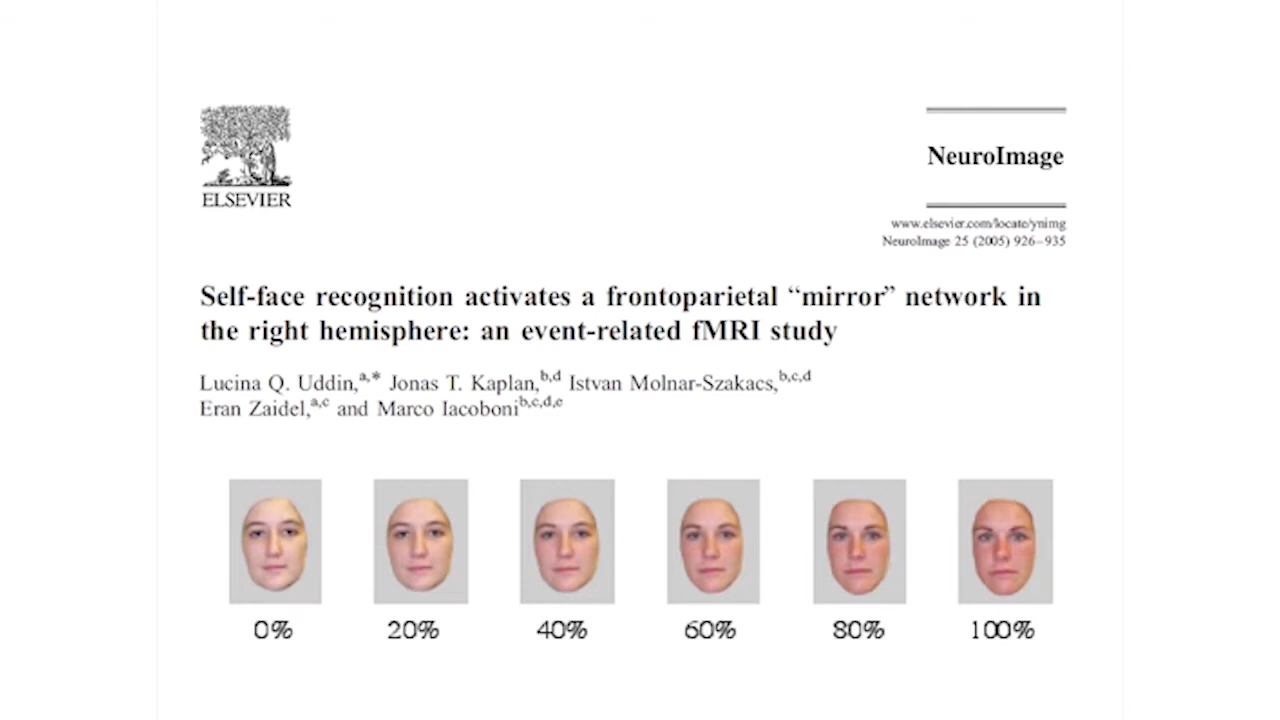 ELSEVIER
NeuroImage
www.elsevier.com/locate/ynimg
NeuroImage 25 (2005) 926–935
Self-face recognition activates a frontoparietal “mirror” network in
the right hemisphere: an event-related fMRI study
Lucina Q. Uddin,a,* Jonas T. Kaplan,b,d Istvan Molnar-Szakacs,b,c,d
Eran Zaidel,a,c and Marco Iacobonib,c,d,e
0% 20% 40% 60% 80% 100%